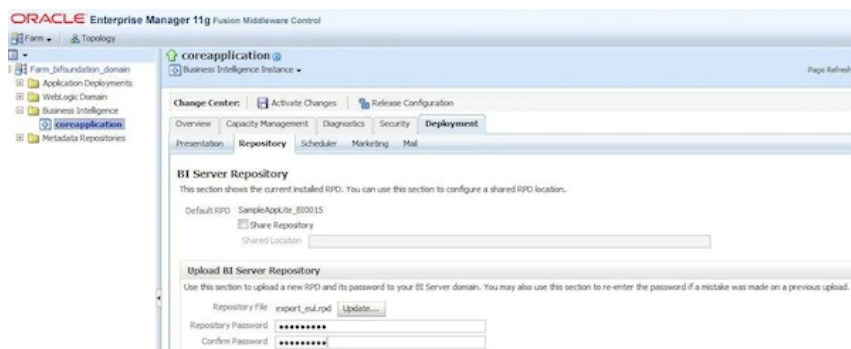 ORACLE Enterprise Manager 11g Fusion Middleware Control
Farm Topology
Farm_bifoundation_domain
Application Deployments
WebLogic Domain
Business Intelligence
coreapplication
Metadata Repositories
coreapplication
Business Intelligence Instance
Page Refresh
Change Center: Activate Changes Release Configuration
Overview Capacity Management Diagnostics Security Deployment
Presentation Repository Scheduler Marketing Mail
BI Server Repository
This section shows the current installed RPD. You can use this section to configure a shared RPD location.
Default RPD SampleAppLite_BI0015
Share Repository
Shared Location
Upload BI Server Repository
Use this section to upload a new RPD and its password to your BI Server domain. You may also use this section to re-enter the password if a mistake was made on a previous upload.
Repository File export_eul.rpd Update...
Repository Password •••••••••
Confirm Password •••••••••